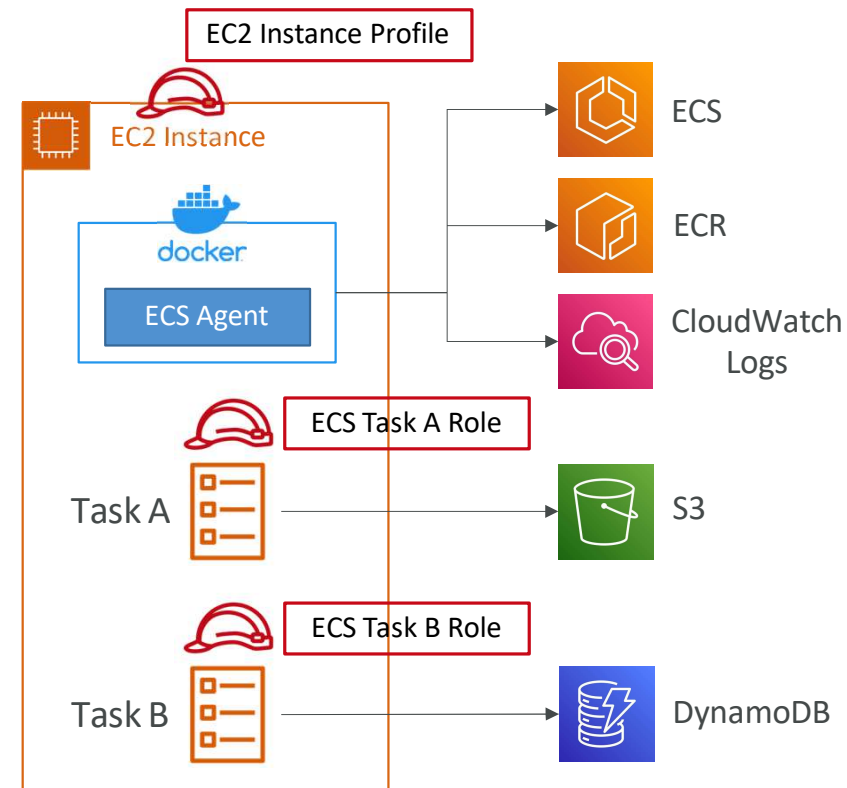 EC2 Instance Profile
EC2 Instance
docker
ECS Agent
ECS
ECR
CloudWatch
Logs
ECS Task A Role
Task A
S3
ECS Task B Role
Task B
DynamoDB